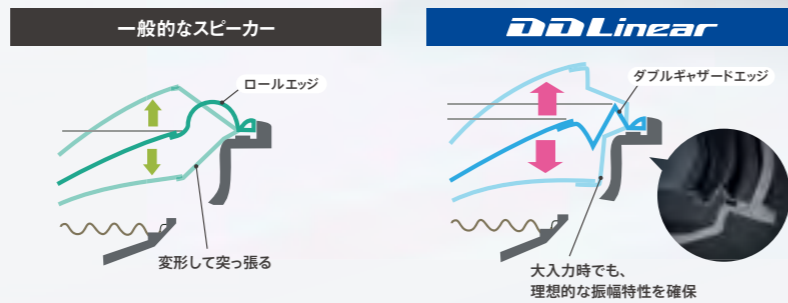 一般的なスピーカー
DDLinear
ロールエッジ
ダブルギャザードエッジ
変形して突っ張る
大入力時でも、
理想的な振幅特性を確保